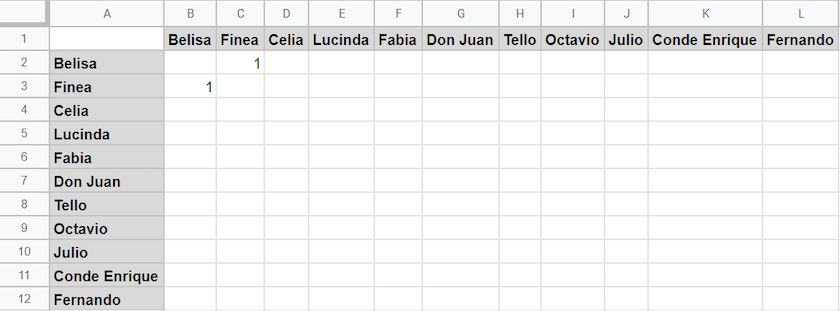 A B C D E F G H I J K L
1 Belisa Finea Celia Lucinda Fabia Don Juan Tello Octavio Julio Conde Enrique Fernando
2 Belisa 1
3 Finea 1
4 Celia
5 Lucinda
6 Fabia
7 Don Juan
8 Tello
9 Octavio
10 Julio
11 Conde Enrique
12 Fernando